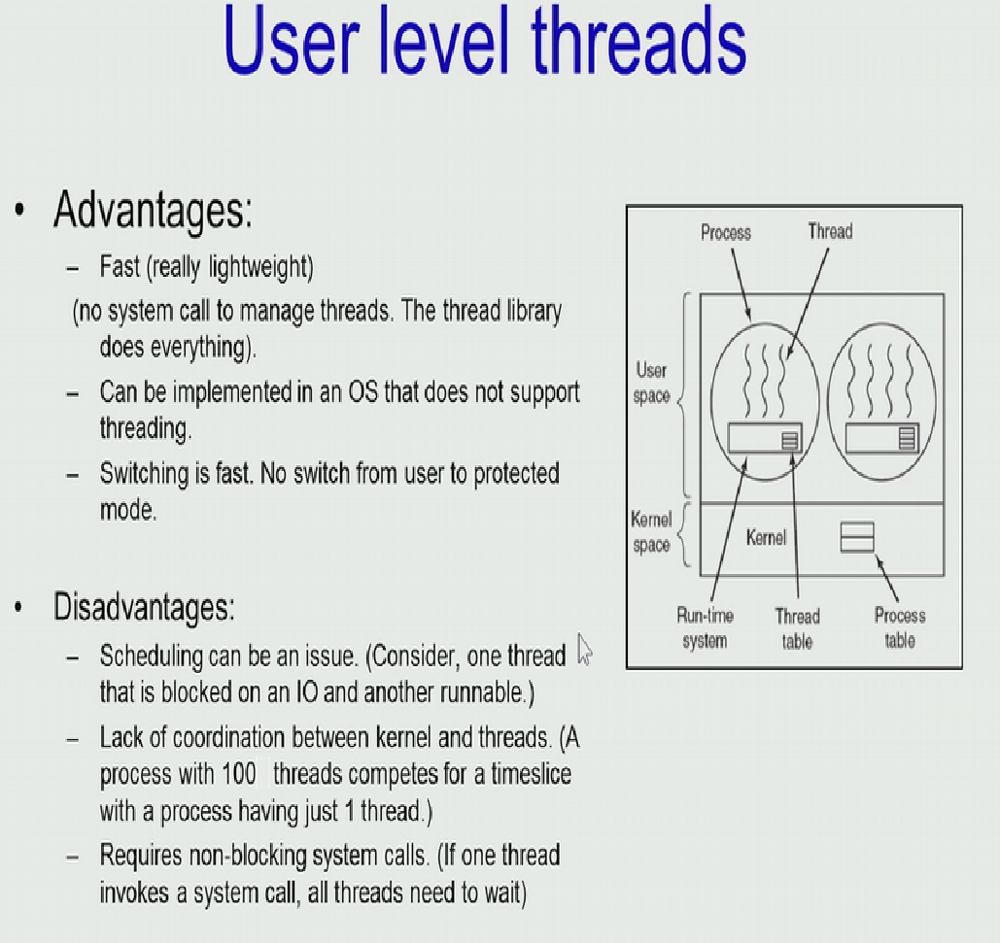 User level threads
• Advantages:
– Fast (really lightweight)
(no system call to manage threads. The thread library
does everything).
– Can be implemented in an OS that does not support
threading.
– Switching is fast. No switch from user to protected
mode.
• Disadvantages:
– Scheduling can be an issue. (Consider, one thread
that is blocked on an IO and another runnable.)
– Lack of coordination between kernel and threads. (A
process with 100 threads competes for a timeslice
with a process having just 1 thread.)
– Requires non-blocking system calls. (If one thread
invokes a system call, all threads need to wait)
Process Thread
User
space
Kernel
space
Kernel
Run-time
system
Thread
table
Process
table